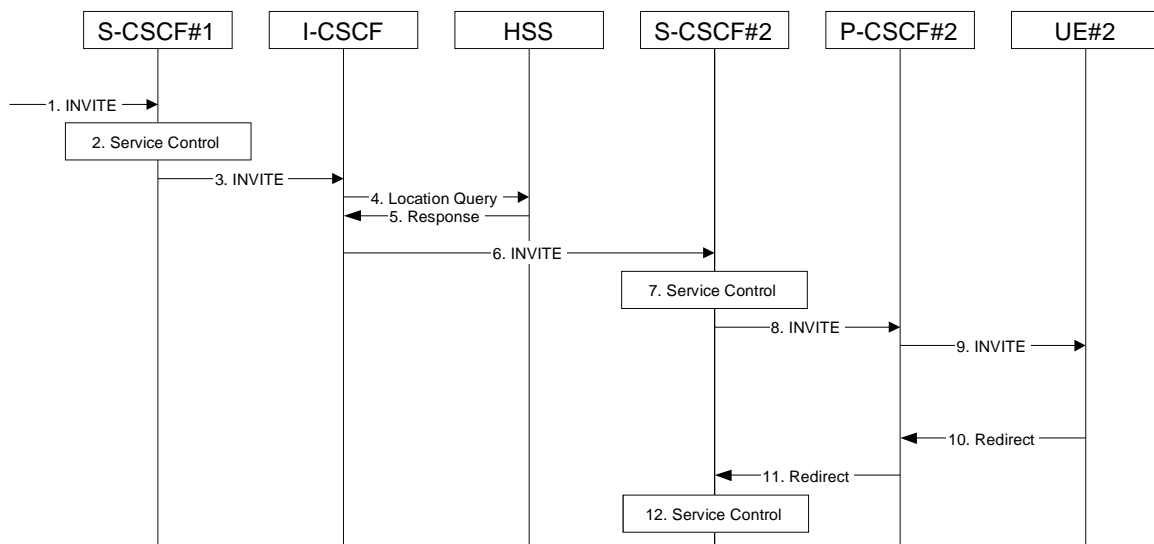 S-CSCF#1
I-CSCF
HSS
S-CSCF#2
P-CSCF#2
UE#2
1. INVITE
2. Service Control
3. INVITE
4. Location Query
5. Response
6. INVITE
7. Service Control
8. INVITE
9. INVITE
10. Redirect
11. Redirect
12. Service Control